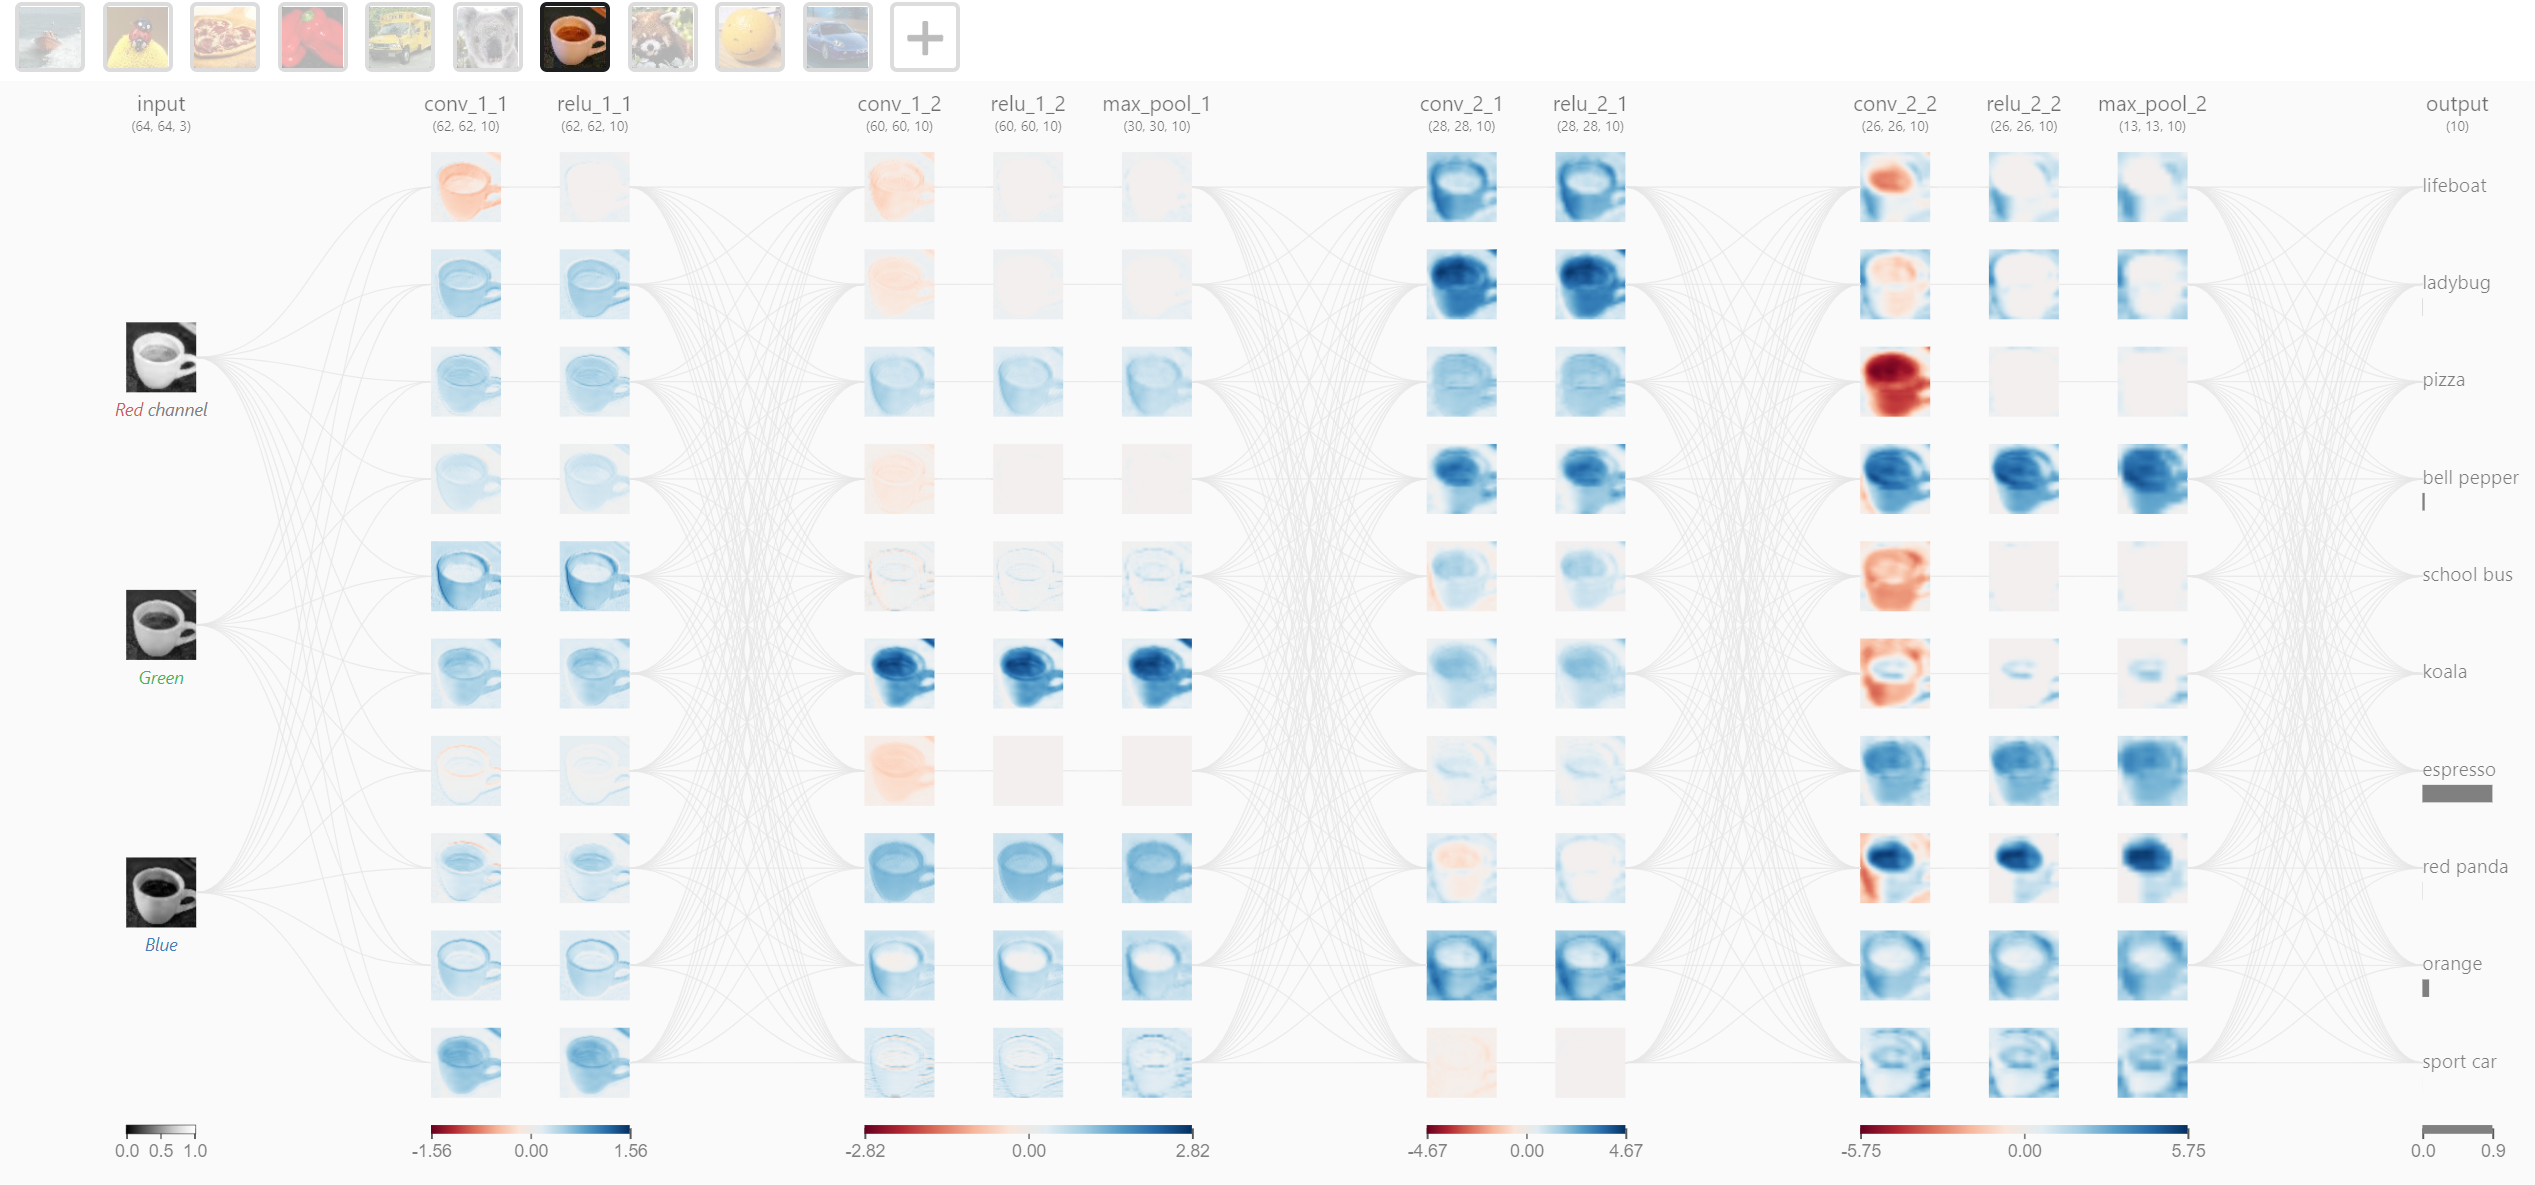 input
(64, 64, 3)
conv_1_1
(62, 62, 10)
relu_1_1
(62, 62, 10)
conv_1_2
(60, 60, 10)
relu_1_2
(60, 60, 10)
max_pool_1
(30, 30, 10)
conv_2_1
(28, 28, 10)
relu_2_1
(28, 28, 10)
conv_2_2
(26, 26, 10)
relu_2_2
(26, 26, 10)
max_pool_2
(13, 13, 10)
output
(10)
Red channel
Green
Blue
lifeboat
ladybug
pizza
bell pepper
school bus
koala
espresso
red panda
orange
sport car
0.0 0.5 1.0
-1.56 0.00 1.56
-2.82 0.00 2.82
-4.67 0.00 4.67
-5.75 0.00 5.75
0.0 0.9